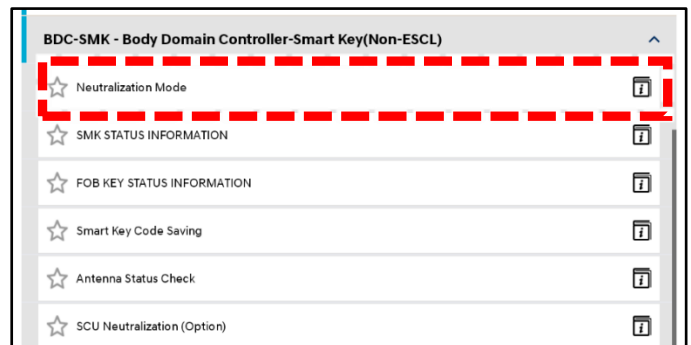 BDC-SMK - Body Domain Controller-Smart Key(Non-ESCL)
Neutralization Mode
SMK STATUS INFORMATION
FOB KEY STATUS INFORMATION
Smart Key Code Saving
Antenna Status Check
SCU Neutralization (Option)